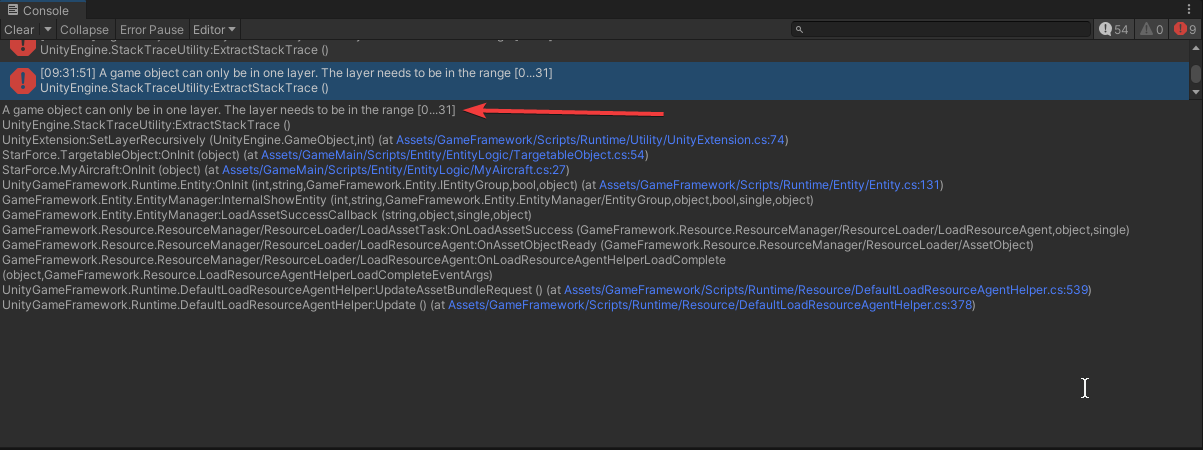 Console
Clear Collapse Error Pause Editor 54 0 9
UnityEngine.StackTraceUtility:ExtractStackTrace ()
[09:31:51] A game object can only be in one layer. The layer needs to be in the range [0...31]
UnityEngine.StackTraceUtility:ExtractStackTrace ()
A game object can only be in one layer. The layer needs to be in the range [0...31]
UnityEngine.StackTraceUtility:ExtractStackTrace ()
UnityExtension:SetLayerRecursively (UnityEngine.GameObject,int) (at Assets/GameFramework/Scripts/Runtime/Utility/UnityExtension.cs:74)
StarForce.TargetableObject:OnInit (object) (at Assets/GameMain/Scripts/Entity/EntityLogic/TargetableObject.cs:54)
StarForce.MyAircraft:OnInit (object) (at Assets/GameMain/Scripts/Entity/EntityLogic/MyAircraft.cs:27)
UnityGameFramework.Runtime.Entity:OnInit (int,string,GameFramework.Entity.IEntityGroup,bool,object) (at Assets/GameFramework/Scripts/Runtime/Entity/Entity.cs:131)
GameFramework.Entity.EntityManager:InternalShowEntity (int,string,GameFramework.Entity.EntityManager/EntityGroup,object,bool,single,object)
GameFramework.Entity.EntityManager:LoadAssetSuccessCallback (string,object,single,object)
GameFramework.Resource.ResourceManager/ResourceLoader/LoadAssetTask:OnLoadAssetSuccess (GameFramework.Resource.ResourceManager/ResourceLoader/LoadResourceAgent,object,single)
GameFramework.Resource.ResourceManager/ResourceLoader/LoadResourceAgent:OnAssetObjectReady (GameFramework.Resource.ResourceManager/ResourceLoader/AssetObject)
GameFramework.Resource.ResourceManager/ResourceLoader/LoadResourceAgent:OnLoadResourceAgentHelperLoadComplete
(object,GameFramework.Resource.LoadResourceAgentHelperLoadCompleteEventArgs)
UnityGameFramework.Runtime.DefaultLoadResourceAgentHelper:UpdateAssetBundleRequest () (at Assets/GameFramework/Scripts/Runtime/Resource/DefaultLoadResourceAgentHelper.cs:539)
UnityGameFramework.Runtime.DefaultLoadResourceAgentHelper:Update () (at Assets/GameFramework/Scripts/Runtime/Resource/DefaultLoadResourceAgentHelper.cs:378)